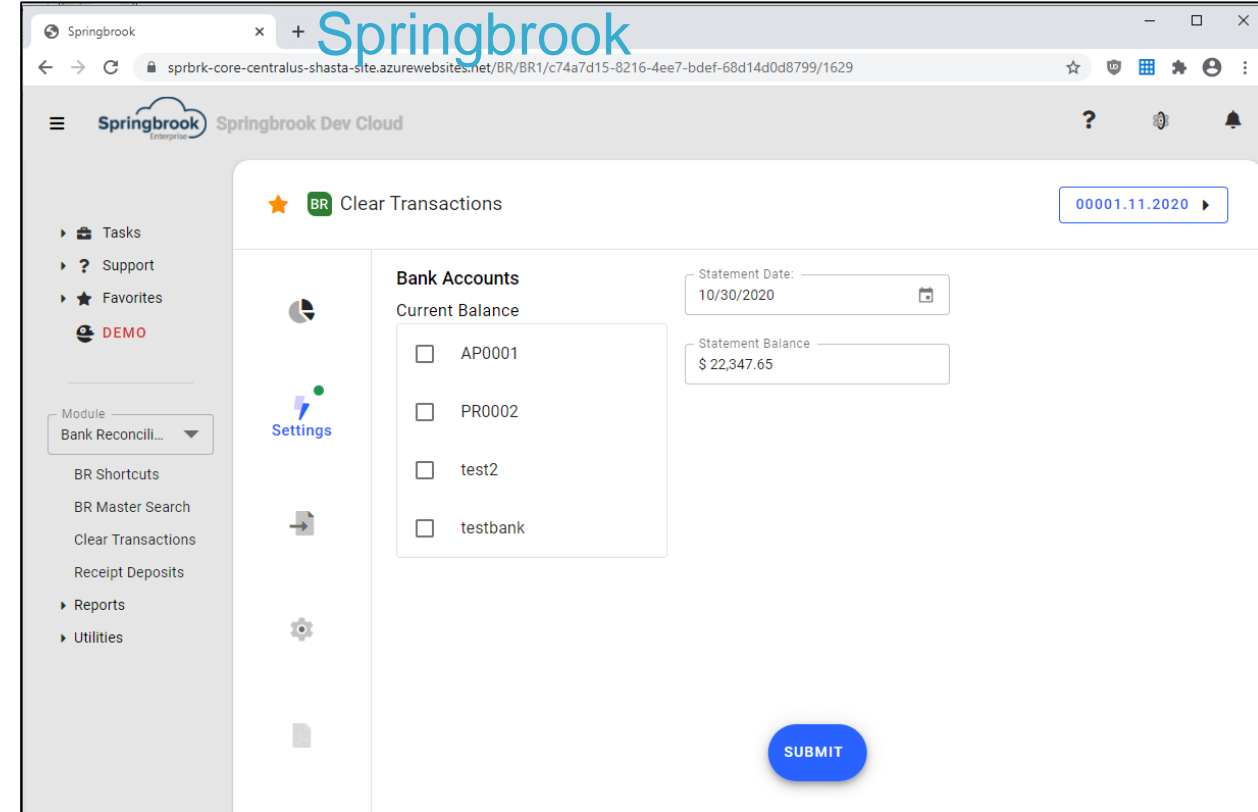 Springbrook
Springbrook
sprbrk-core-centralus-shasta-site.azurewebsites.net/BR/BR1/c74a7d15-8216-4ee7-bdef-68d14d0d8799/1629
Springbrook
Enterprise
Springbrook Dev Cloud
?
BR Clear Transactions
00001.11.2020
Tasks
? Support
Favorites
DEMO
Module
Bank Reconcili...
BR Shortcuts
BR Master Search
Clear Transactions
Receipt Deposits
Reports
Utilities
Settings
Bank Accounts
Current Balance
AP0001
PR0002
test2
testbank
Statement Date:
10/30/2020
Statement Balance
$ 22,347.65
SUBMIT